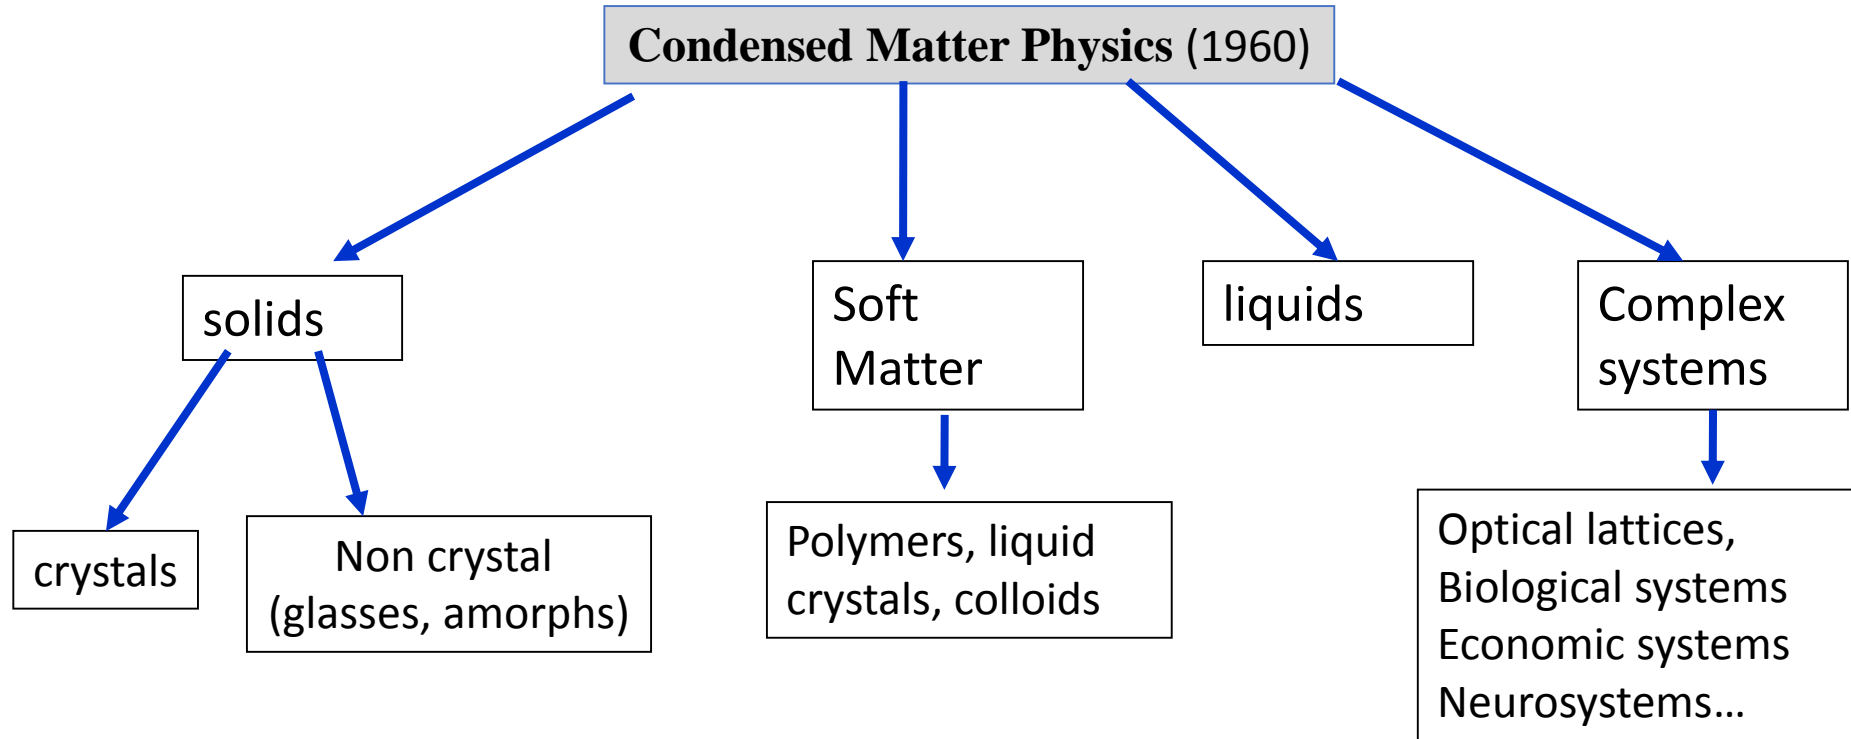 Condensed Matter Physics (1960)
solids
Soft
Matter
liquids
Complex
systems
crystals
Non crystal
(glasses, amorphs)
Polymers, liquid
crystals, colloids
Optical lattices,
Biological systems
Economic systems
Neurosystems...